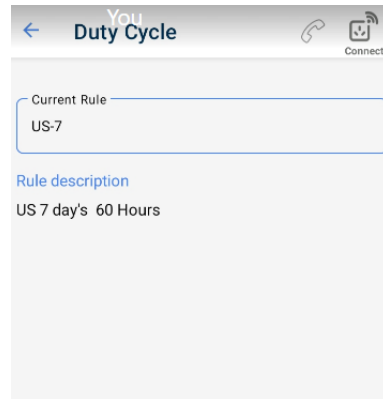 You
Duty Cycle
Connect
Current Rule
US-7
Rule description
US 7 day's 60 Hours